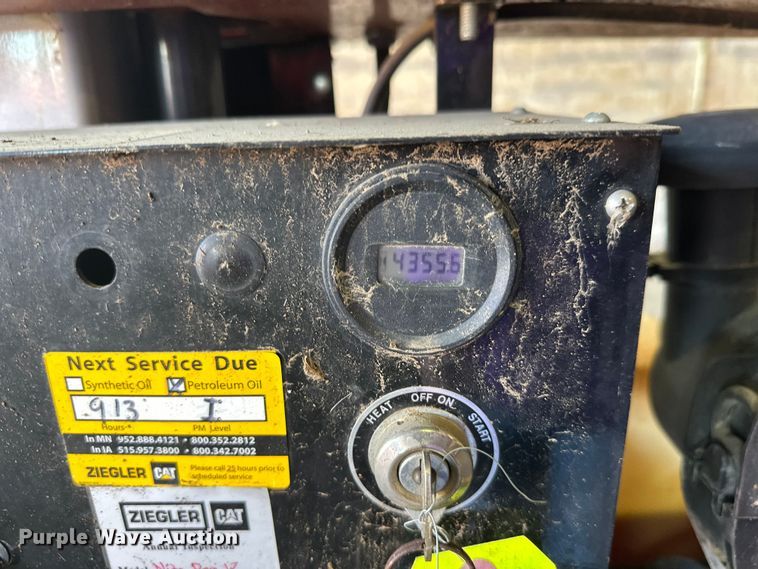 4355.6
Next Service Due
Synthetic Oil Petroleum Oil
913 I
Hours PM Level
In MN 952.888.4121 • 800.352.2812
In IA 515.957.3800 • 800.342.7002
ZIEGLER CAT Please call 25 hours prior to
scheduled service
HEAT OFF ON START
ZIEGLER CAT
Annual Inspection
Purple Wave Auction